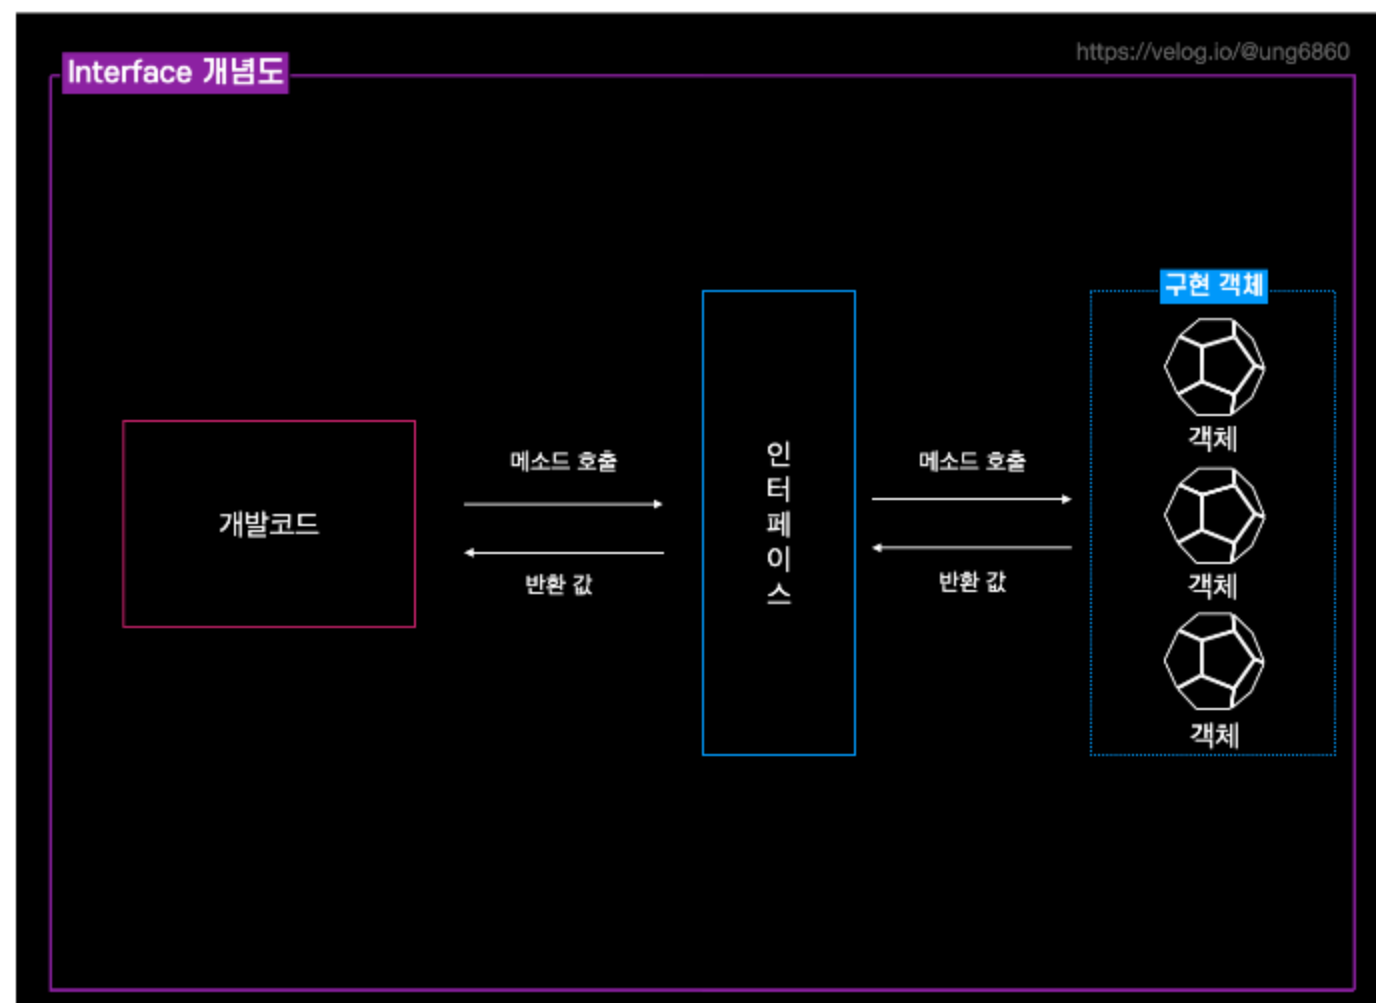 https://velog.io/@ung6860
Interface 개념도
구현 객체
개발코드
메소드 호출
반환 값
인
터
페
이
스
메소드 호출
반환 값
객체
객체
객체